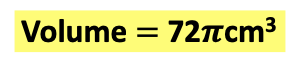 Volume = 72πcm³